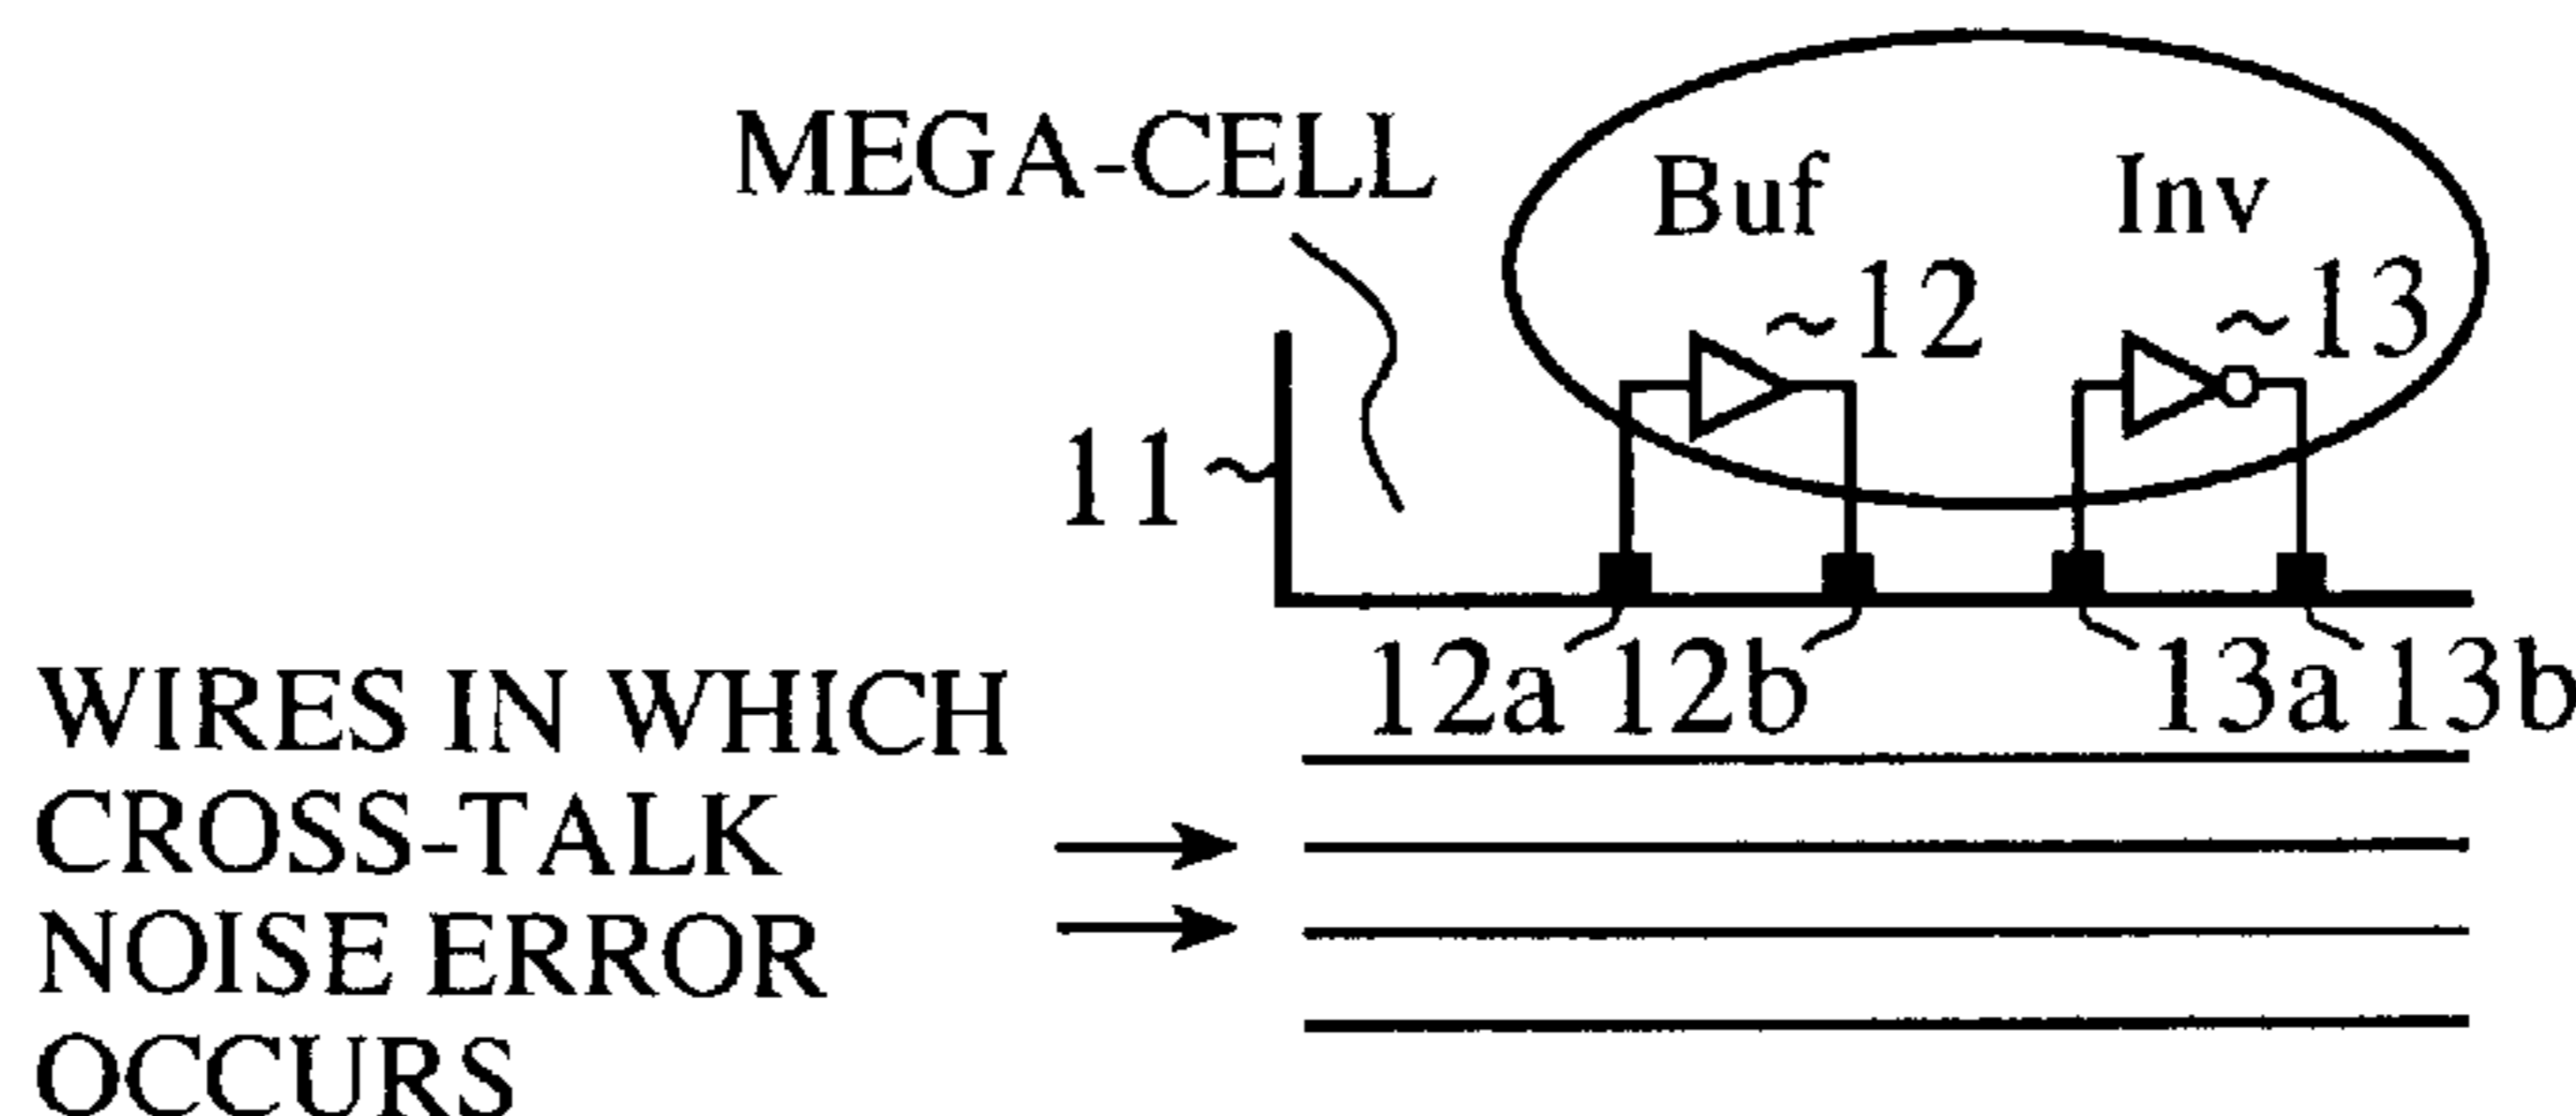 MEGA-CELL
Buf Inv
~12 ~13
11~
12a 12b 13a 13b
WIRES IN WHICH
CROSS-TALK
NOISE ERROR
OCCURS